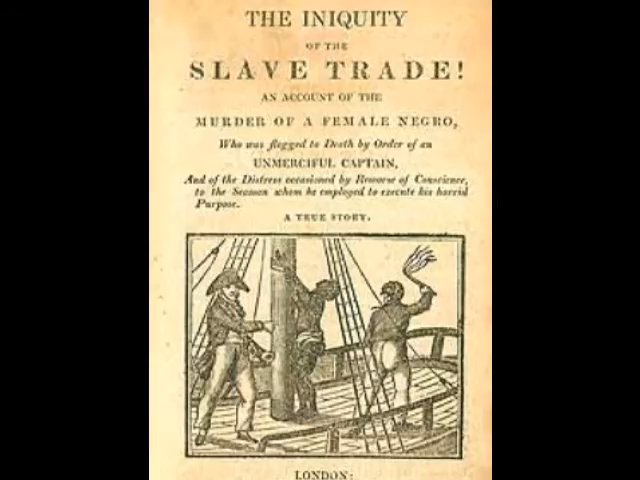 THE INIQUITY
OF THE
SLAVE TRADE!
AN ACCOUNT OF THE
MURDER OF A FEMALE NEGRO,
Who was flogged to Death by Order of an
UNMERCIFUL CAPTAIN,
And of the Distress occasioned by Remorse of Conscience,
to the Seaman whom he employed to execute his horrid
Purpose.
A TRUE STORY.
LONDON: